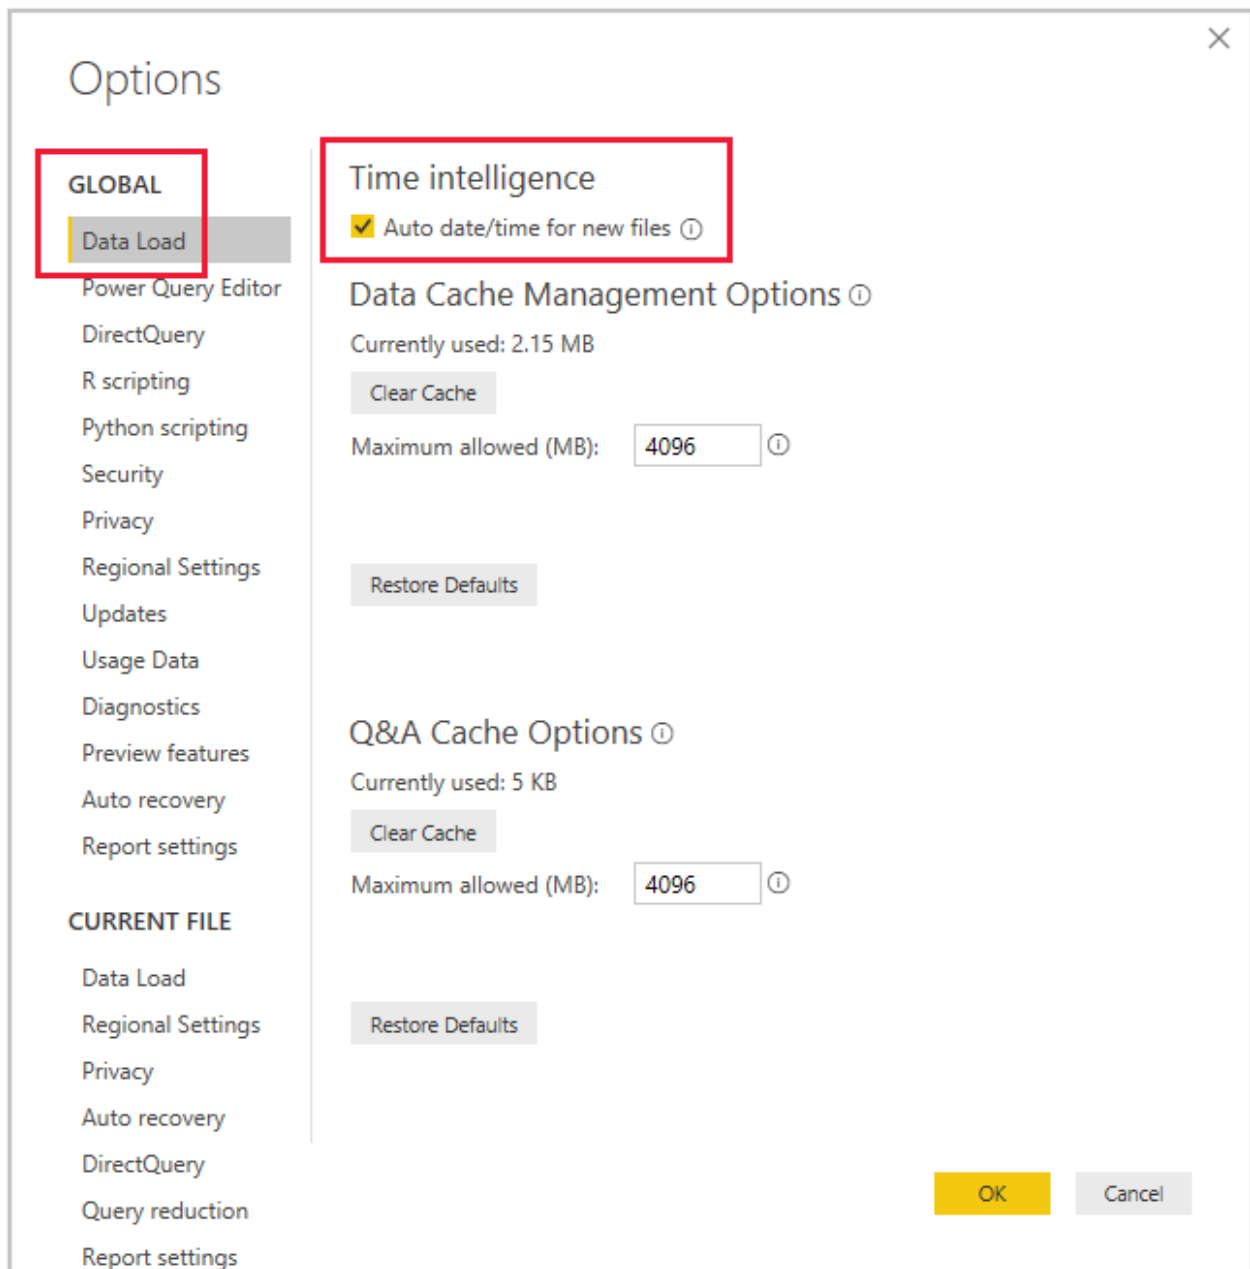 Options
GLOBAL
Data Load
Power Query Editor
DirectQuery
R scripting
Python scripting
Security
Privacy
Regional Settings
Updates
Usage Data
Diagnostics
Preview features
Auto recovery
Report settings
CURRENT FILE
Data Load
Regional Settings
Privacy
Auto recovery
DirectQuery
Query reduction
Report settings
Time intelligence
Auto date/time for new files
Data Cache Management Options
Currently used: 2.15 MB
Clear Cache
Maximum allowed (MB): 4096
Restore Defaults
Q&A Cache Options
Currently used: 5 KB
Clear Cache
Maximum allowed (MB): 4096
Restore Defaults
OK Cancel